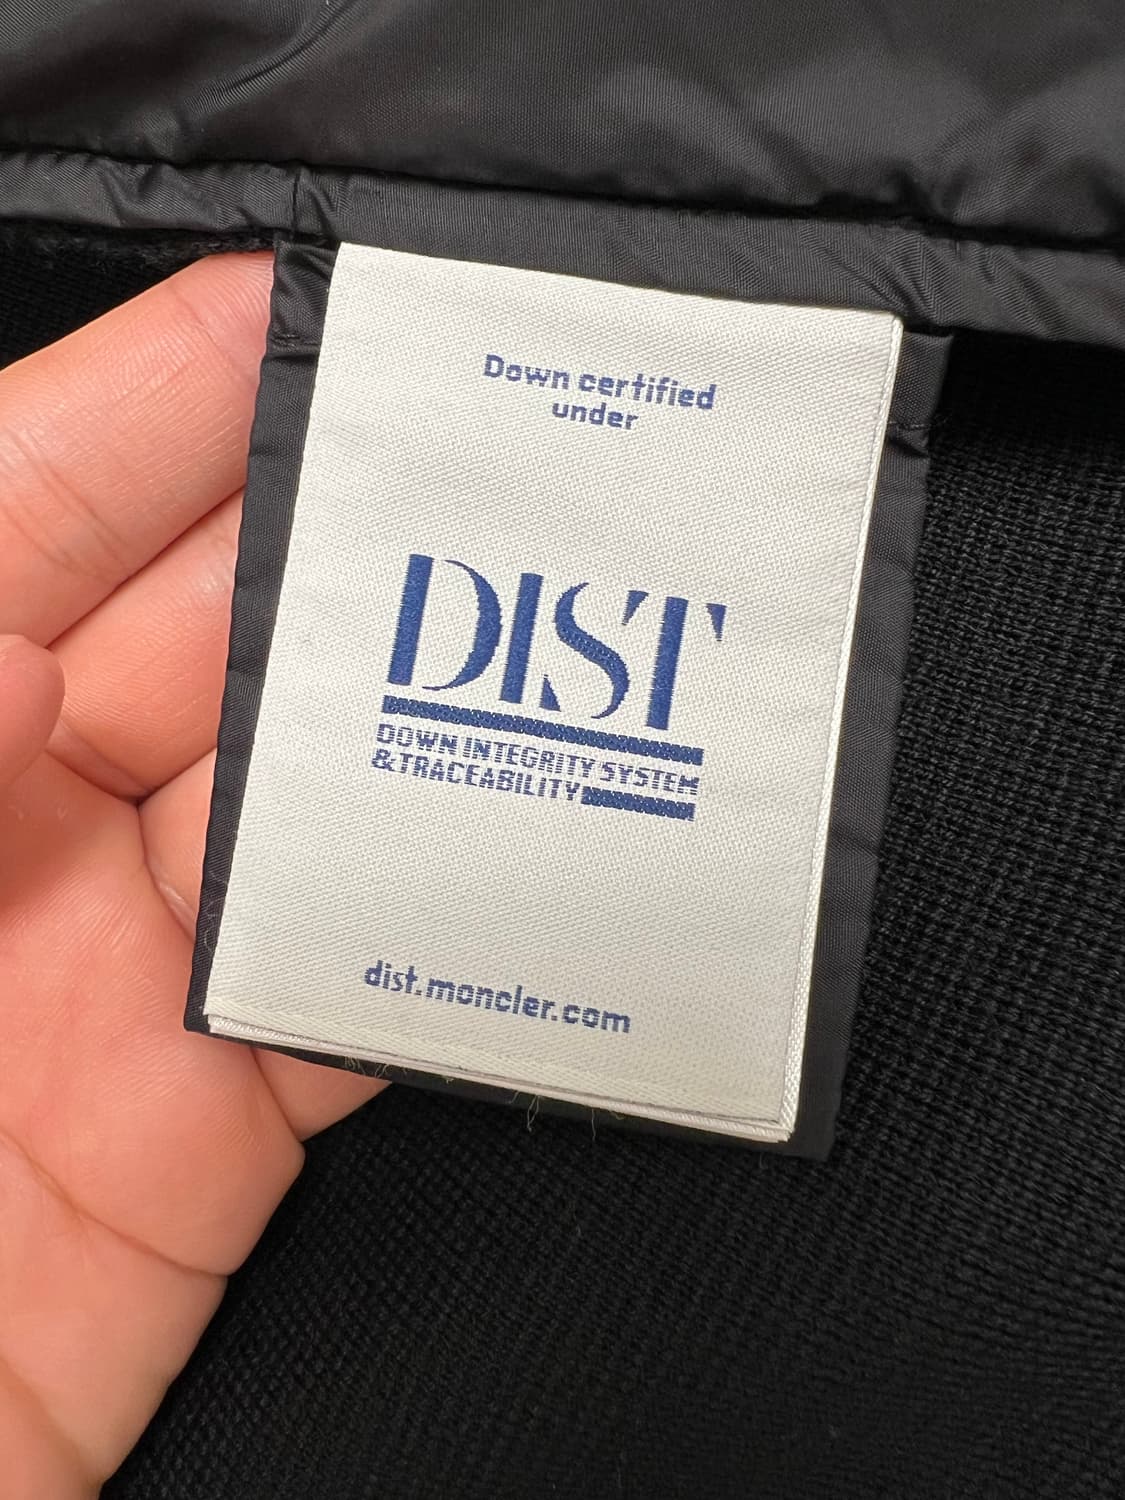 Down certified
under
DIST
DOWN INTEGRITY SYSTEM
&TRACEABILITY
dist.moncler.com